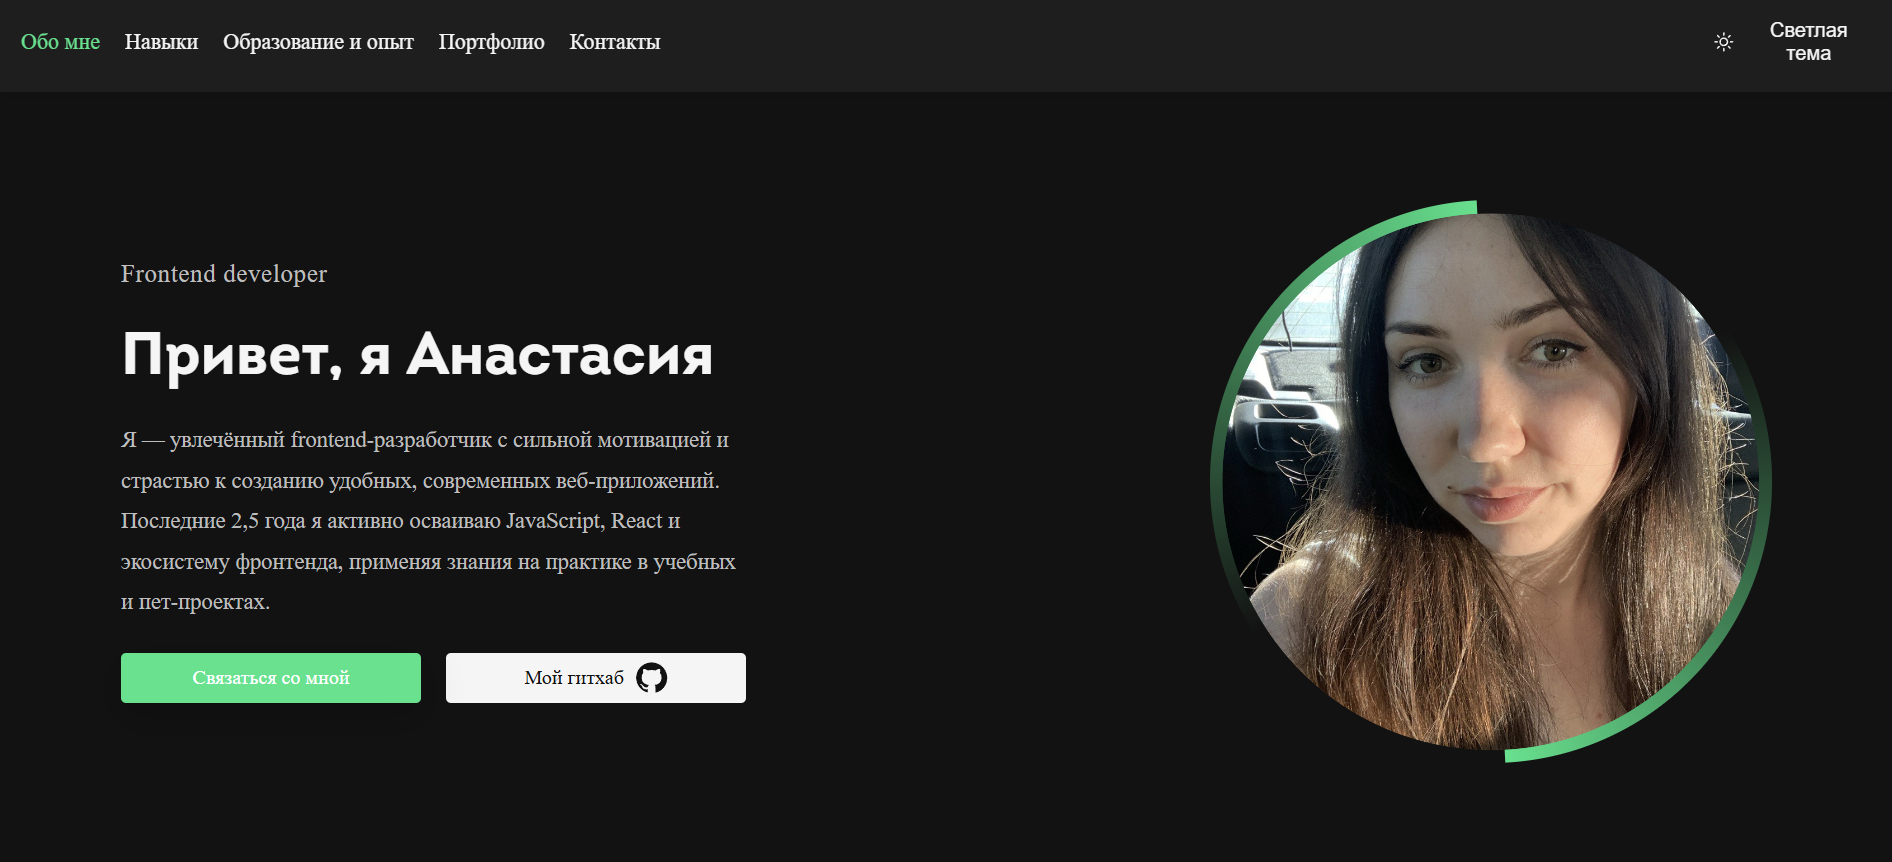 Обо мне Навыки Образование и опыт Портфолио Контакты
Светлая
тема
Frontend developer
Привет, я Анастасия
Я — увлечённый frontend-разработчик с сильной мотивацией и
страстью к созданию удобных, современных веб-приложений.
Последние 2,5 года я активно осваиваю JavaScript, React и
экосистему фронтенда, применяя знания на практике в учебных
и пет-проектах.
Связаться со мной
Мой гитхаб